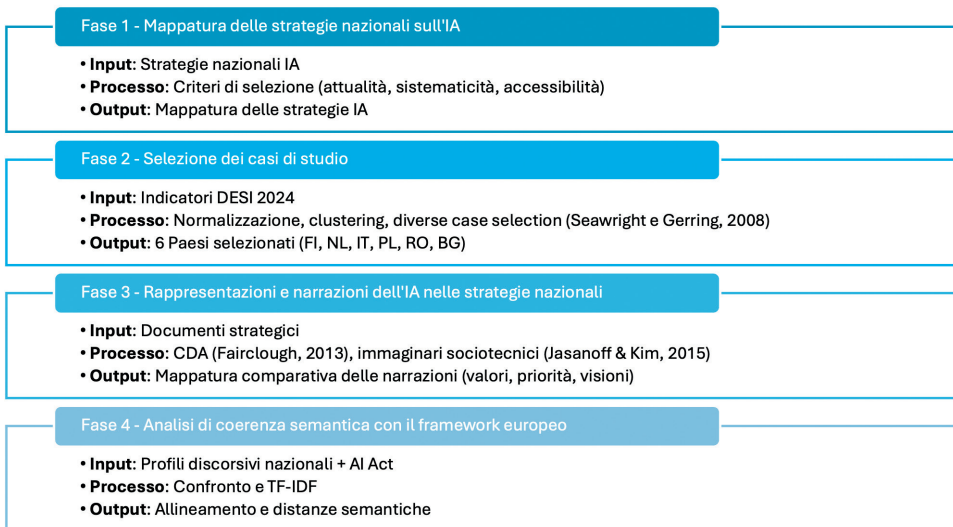 Fase 1 - Mappatura delle strategie nazionali sull'IA
• Input: Strategie nazionali IA
• Processo: Criteri di selezione (attualità, sistematicità, accessibilità)
• Output: Mappatura delle strategie IA
Fase 2 - Selezione dei casi di studio
• Input: Indicatori DESI 2024
• Processo: Normalizzazione, clustering, diverse case selection (Seawright e Gerring, 2008)
• Output: 6 Paesi selezionati (FI, NL, IT, PL, RO, BG)
Fase 3 - Rappresentazioni e narrazioni dell'IA nelle strategie nazionali
• Input: Documenti strategici
• Processo: CDA (Fairclough, 2013), immaginari sociotecnici (Jasanoff & Kim, 2015)
• Output: Mappatura comparativa delle narrazioni (valori, priorità, visioni)
Fase 4 - Analisi di coerenza semantica con il framework europeo
• Input: Profili discorsivi nazionali + AI Act
• Processo: Confronto e TF-IDF
• Output: Allineamento e distanze semantiche